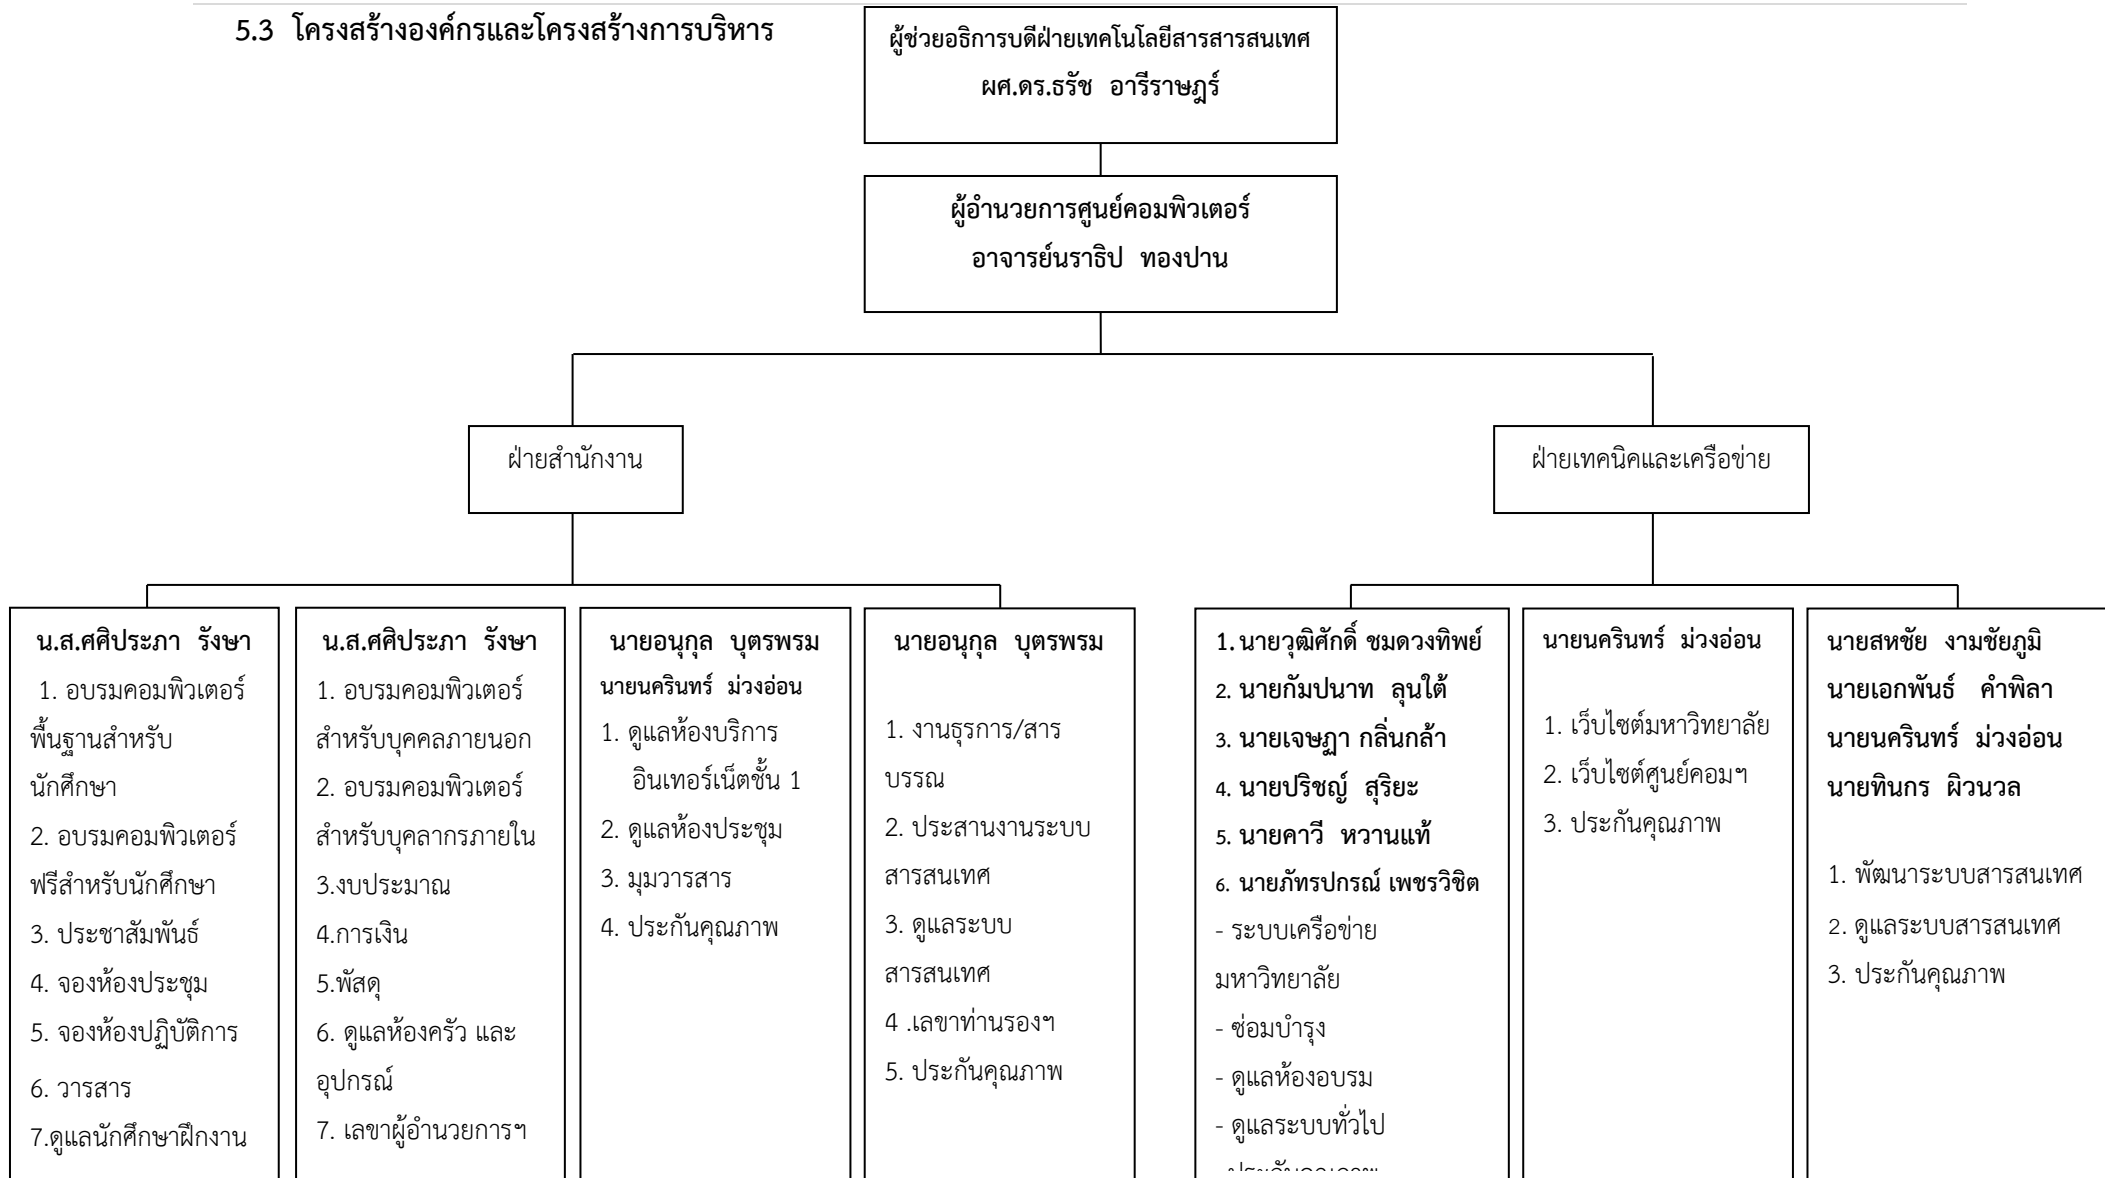 5.3 โครงสร้างองค์กรและโครงสร้างการบริหาร
ผู้ช่วยอธิการบดีฝ่ายเทคโนโลยีสารสารสนเทศ
ผศ.ดร.ธรัช อารีราษฎร์
ผู้อำนวยการศูนย์คอมพิวเตอร์
อาจารย์นราธิป ทองปาน
ฝ่ายสำนักงาน
ฝ่ายเทคนิคและเครือข่าย
น.ส.ศศิประภา รังษา
1. อบรมคอมพิวเตอร์
พื้นฐานสำหรับ
นักศึกษา
2. อบรมคอมพิวเตอร์
ฟรีสำหรับนักศึกษา
3. ประชาสัมพันธ์
4. จองห้องประชุม
5. จองห้องปฏิบัติการ
6. วารสาร
7.ดูแลนักศึกษาฝึกงาน
น.ส.ศศิประภา รังษา
1. อบรมคอมพิวเตอร์
สำหรับบุคคลภายนอก
2. อบรมคอมพิวเตอร์
สำหรับบุคลากรภายใน
3.งบประมาณ
4.การเงิน
5.พัสดุ
6. ดูแลห้องครัว และ
อุปกรณ์
7. เลขาผู้อำนวยการฯ
นายอนุกุล บุตรพรม
นายนครินทร์ ม่วงอ่อน
1. ดูแลห้องบริการ
อินเทอร์เน็ตชั้น 1
2. ดูแลห้องประชุม
3. มุมวารสาร
4. ประกันคุณภาพ
นายอนุกุล บุตรพรม
1. งานธุรการ/สาร
บรรณ
2. ประสานงานระบบ
สารสนเทศ
3. ดูแลระบบ
สารสนเทศ
4 .เลขาท่านรองฯ
5. ประกันคุณภาพ
1. นายวุฒิศักดิ์ ชมดวงทิพย์
2. นายกัมปนาท ลุนใต้
3. นายเจษฏา กลิ่นกล้า
4. นายปริชญ์ สุริยะ
5. นายคาวี หวานแท้
6. นายภัทรปกรณ์ เพชรวิชิต
- ระบบเครือข่าย
มหาวิทยาลัย
- ซ่อมบำรุง
- ดูแลห้องอบรม
- ดูแลระบบทั่วไป
นายนครินทร์ ม่วงอ่อน
1. เว็บไซต์มหาวิทยาลัย
2. เว็บไซต์ศูนย์คอมฯ
3. ประกันคุณภาพ
นายสหชัย งามชัยภูมิ
นายเอกพันธ์ คำพิลา
นายนครินทร์ ม่วงอ่อน
นายทินกร ผิวนวล
1. พัฒนาระบบสารสนเทศ
2. ดูแลระบบสารสนเทศ
3. ประกันคุณภาพ